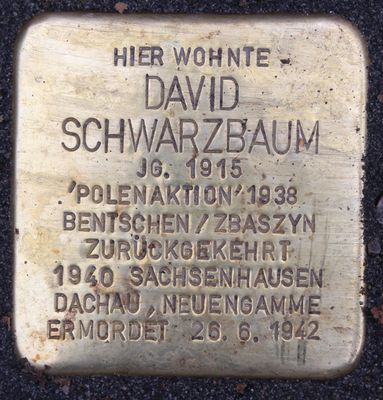 HIER WOHNTE
DAVID
SCHWARZBAUM
JG. 1915
'POLENAKTION' 1938
BENTSCHEN / ZBASZYN
ZURÜCKGEKEHRT
1940 SACHSENHAUSEN
DACHAU, NEUENGAMME
ERMORDET 26.6.1942